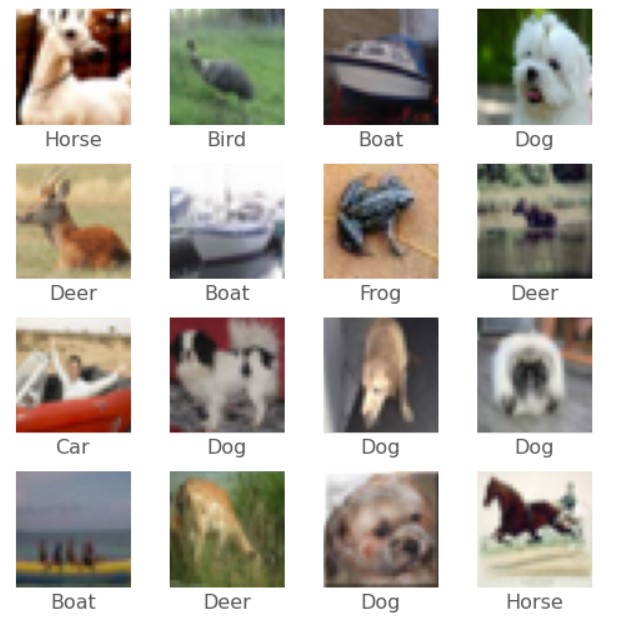 Horse Bird Boat Dog
Deer Boat Frog Deer
Car Dog Dog Dog
Boat Deer Dog Horse